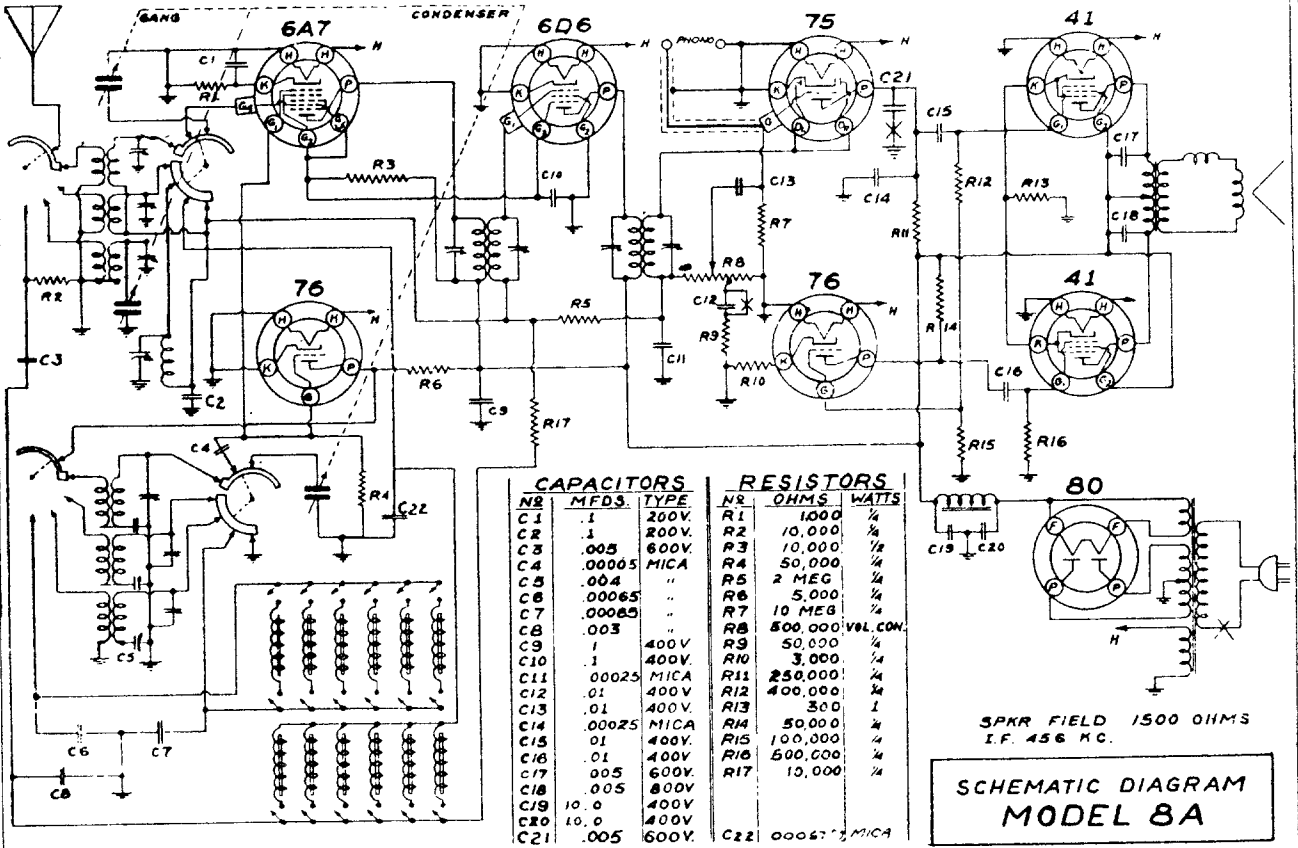 GANG
CONDENSER
6A7
6D6
75
41
PHONO
H
H
H
H
H
H
H
H
H
H
H
H
C1
R1
K
P
K
P
K
P
K
P
C21
C15
G1
G2
G1
G2
G
G1
R3
C10
C13
C14
R12
R13
C17
C18
R7
R11
R2
76
R5
R8
76
41
C12
R14
H
H
H
H
H
H
H
H
C3
R9
C11
K
P
R6
K
P
K
P
R10
G
G
G1
G2
C2
C9
C16
R17
R15
R16
C4
R4
C22
80
C19
C20
F
F
P
P
H
C5
C6
C7
C8
CAPACITORS
Nº MFDS. TYPE
C1 .1 200V.
C2 .1 200V.
C3 .005 600V.
C4 .00005 MICA
C5 .004 "
C6 .00065 "
C7 .00085 "
C8 .003 "
C9 1 400V
C10 .1 400V.
C11 .00025 MICA
C12 .01 400V
C13 .01 400V.
C14 .00025 MICA
C15 01 400V.
C16 .01 400V
C17 005 600V.
C18 .005 800V
C19 10.0 400V
C20 10.0 400V
C21 .005 600V.
RESISTORS
Nº OHMS WATTS
R1 1,000 ¼
R2 10,000 ¼
R3 10,000 ½
R4 50,000 ¼
R5 2 MEG ¼
R6 5,000 ¼
R7 10 MEG ¼
R8 500,000 VOL.CON.
R9 50,000 ¼
R10 3,000 ¼
R11 250,000 ¼
R12 400,000 ¼
R13 300 1
R14 50,000 ¼
R15 100,000 ¼
R16 500,000 ¼
R17 10,000 ¼
C22 MICA
SPKR FIELD 1500 OHMS
I.F. 456 KC.
SCHEMATIC DIAGRAM
MODEL 8A